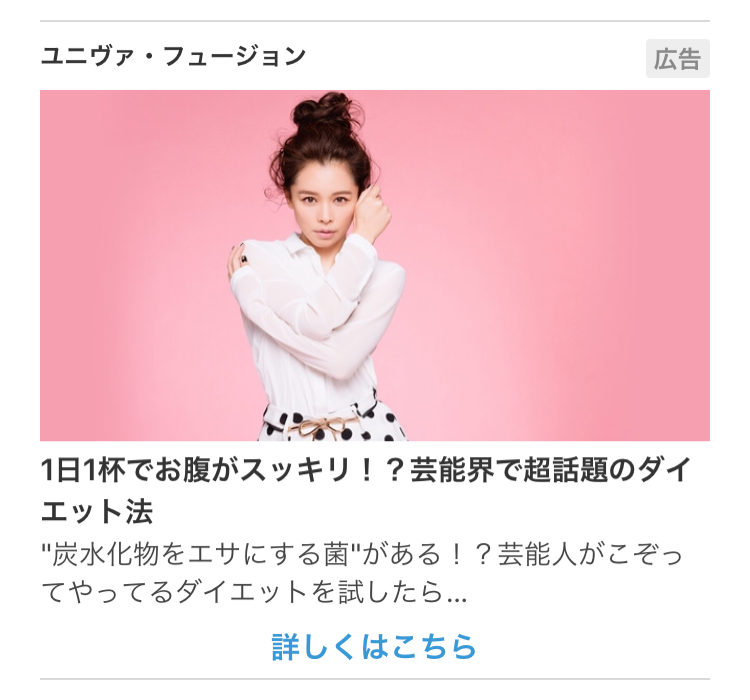 ユニヴァ・フュージョン
広告
1日1杯でお腹がスッキリ！？芸能界で超話題のダイ
エット法
"炭水化物をエサにする菌"がある！？芸能人がこぞっ
てやってるダイエットを試したら...
詳しくはこちら